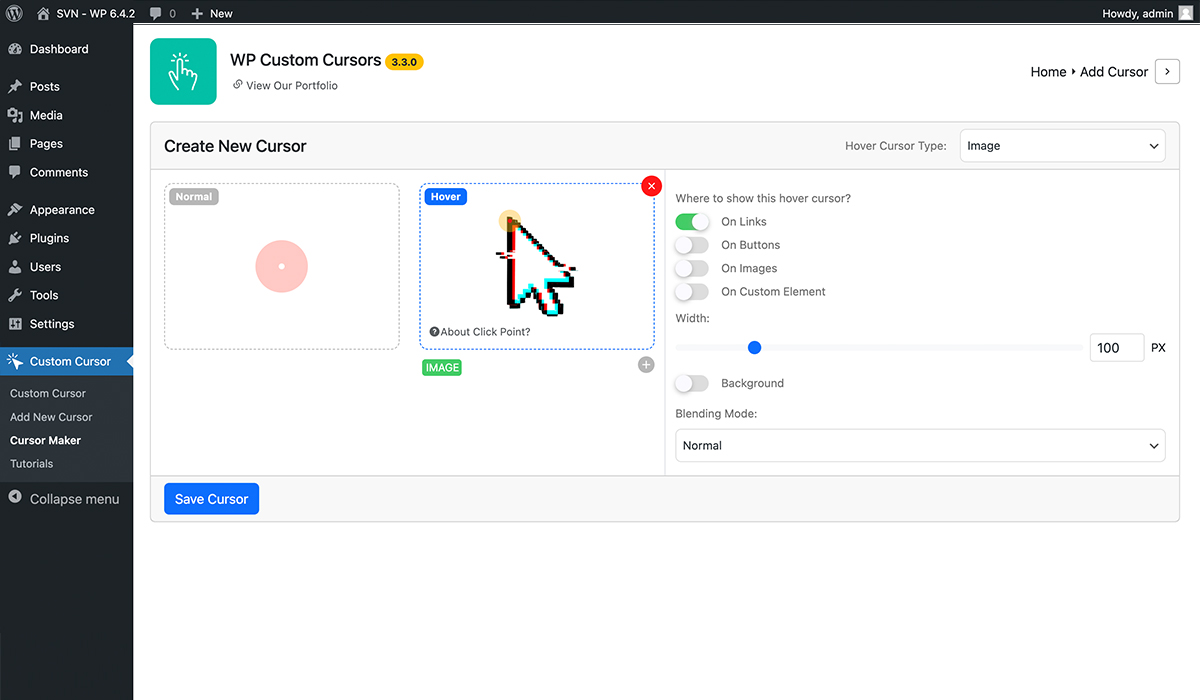 SVN - WP 6.4.2
0
New
Howdy, admin
Dashboard
Posts
Media
Pages
Comments
Appearance
Plugins
Users
Tools
Settings
Custom Cursor
Custom Cursor
Add New Cursor
Cursor Maker
Tutorials
Collapse menu
WP Custom Cursors 3.3.0
View Our Portfolio
Home Add Cursor
Create New Cursor
Hover Cursor Type: Image
Normal
Hover
About Click Point?
IMAGE
Where to show this hover cursor?
On Links
On Buttons
On Images
On Custom Element
Width:
100 PX
Background
Blending Mode:
Normal
Save Cursor